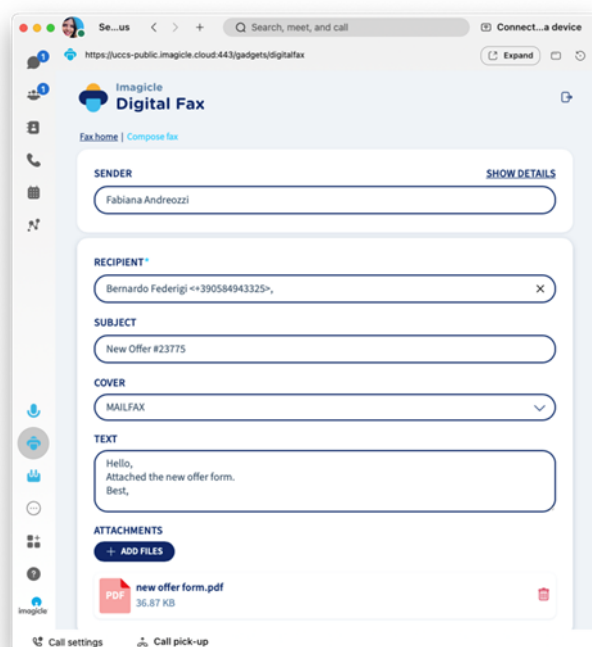 Se...us
Search, meet, and call
Connect...a device
https://uccs-public.imagicle.cloud:443/gadgets/digitalfax
Expand
Imagicle
Digital Fax
Fax home | Compose fax
SENDER
SHOW DETAILS
Fabiana Andreozzi
RECIPIENT*
Bernardo Federigi <+390584943325>,
SUBJECT
New Offer #23775
COVER
MAILFAX
TEXT
Hello,
Attached the new offer form.
Best,
ATTACHMENTS
+ ADD FILES
PDF
new offer form.pdf
36.87 KB
imagicle
Call settings
Call pick-up